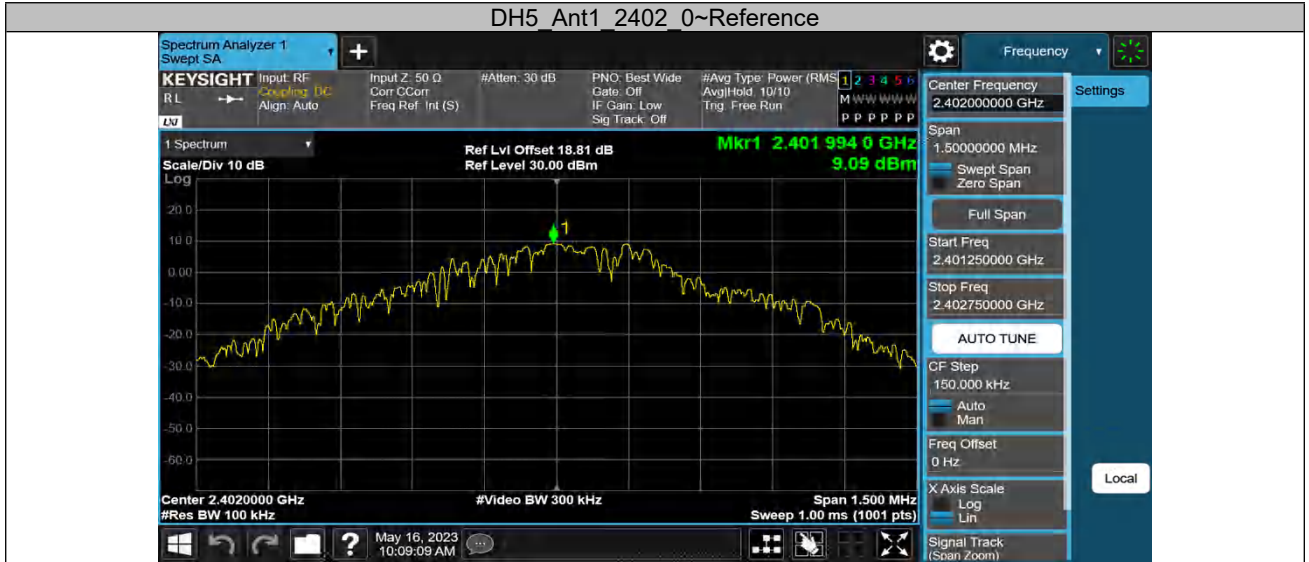 DH5_Ant1_2402_0~Reference
Spectrum Analyzer 1
Swept SA
+
Frequency
KEYSIGHT
RL
LXI
Input: RF
Coupling: DC
Align: Auto
Input Z: 50 Ω
Corr CCorr
Freq Ref: Int (S)
#Atten: 30 dB
PNO: Best Wide
Gate: Off
IF Gain: Low
Sig Track: Off
#Avg Type: Power (RMS
Avg|Hold: 10/10
Trig: Free Run
1 2 3 4 5 6
M W W W W W
P P P P P P
1 Spectrum
Scale/Div 10 dB
Log
Ref Lvl Offset 18.81 dB
Ref Level 30.00 dBm
Mkr1 2.401 994 0 GHz
9.09 dBm
20.0
10.0
0.00
-10.0
-20.0
-30.0
-40.0
-50.0
-60.0
1
Center 2.4020000 GHz
#Res BW 100 kHz
#Video BW 300 kHz
Span 1.500 MHz
Sweep 1.00 ms (1001 pts)
?
May 16, 2023
10:09:09 AM
Center Frequency
2.402000000 GHz
Span
1.50000000 MHz
Swept Span
Zero Span
Full Span
Start Freq
2.401250000 GHz
Stop Freq
2.402750000 GHz
AUTO TUNE
CF Step
150.000 kHz
Auto
Man
Freq Offset
0 Hz
X Axis Scale
Log
Lin
Signal Track
(Span Zoom)
Settings
Local